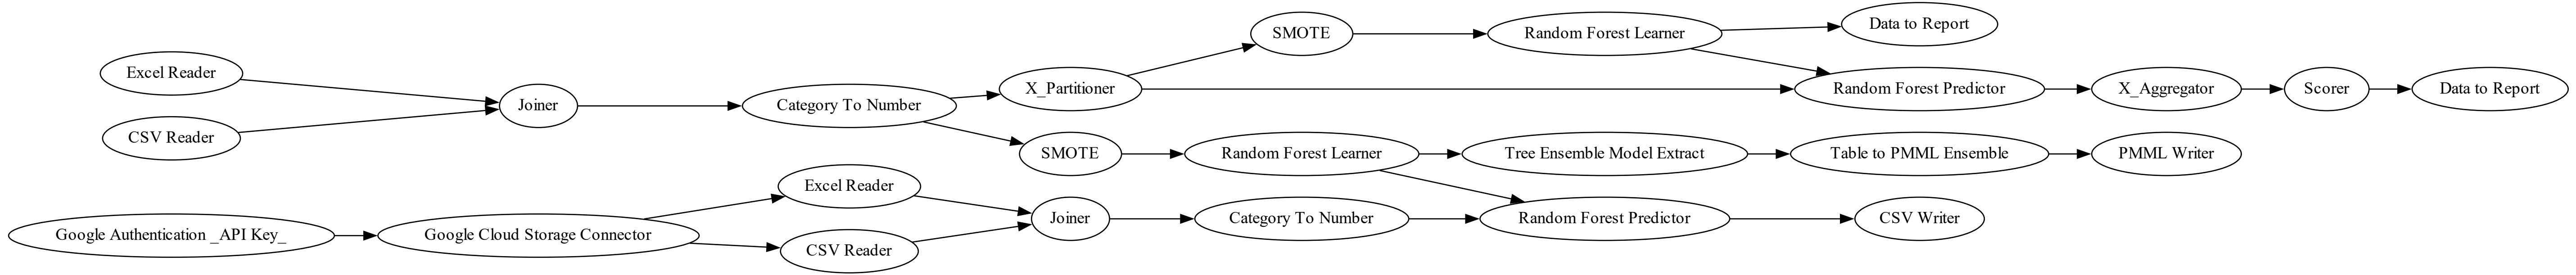 Excel Reader
CSV Reader
Joiner
Category To Number
X_Partitioner
SMOTE
Random Forest Learner
Data to Report
Random Forest Predictor
X_Aggregator
Scorer
Data to Report
SMOTE
Random Forest Learner
Tree Ensemble Model Extract
Table to PMML Ensemble
PMML Writer
Google Authentication _API Key_
Google Cloud Storage Connector
Excel Reader
CSV Reader
Joiner
Category To Number
Random Forest Predictor
CSV Writer